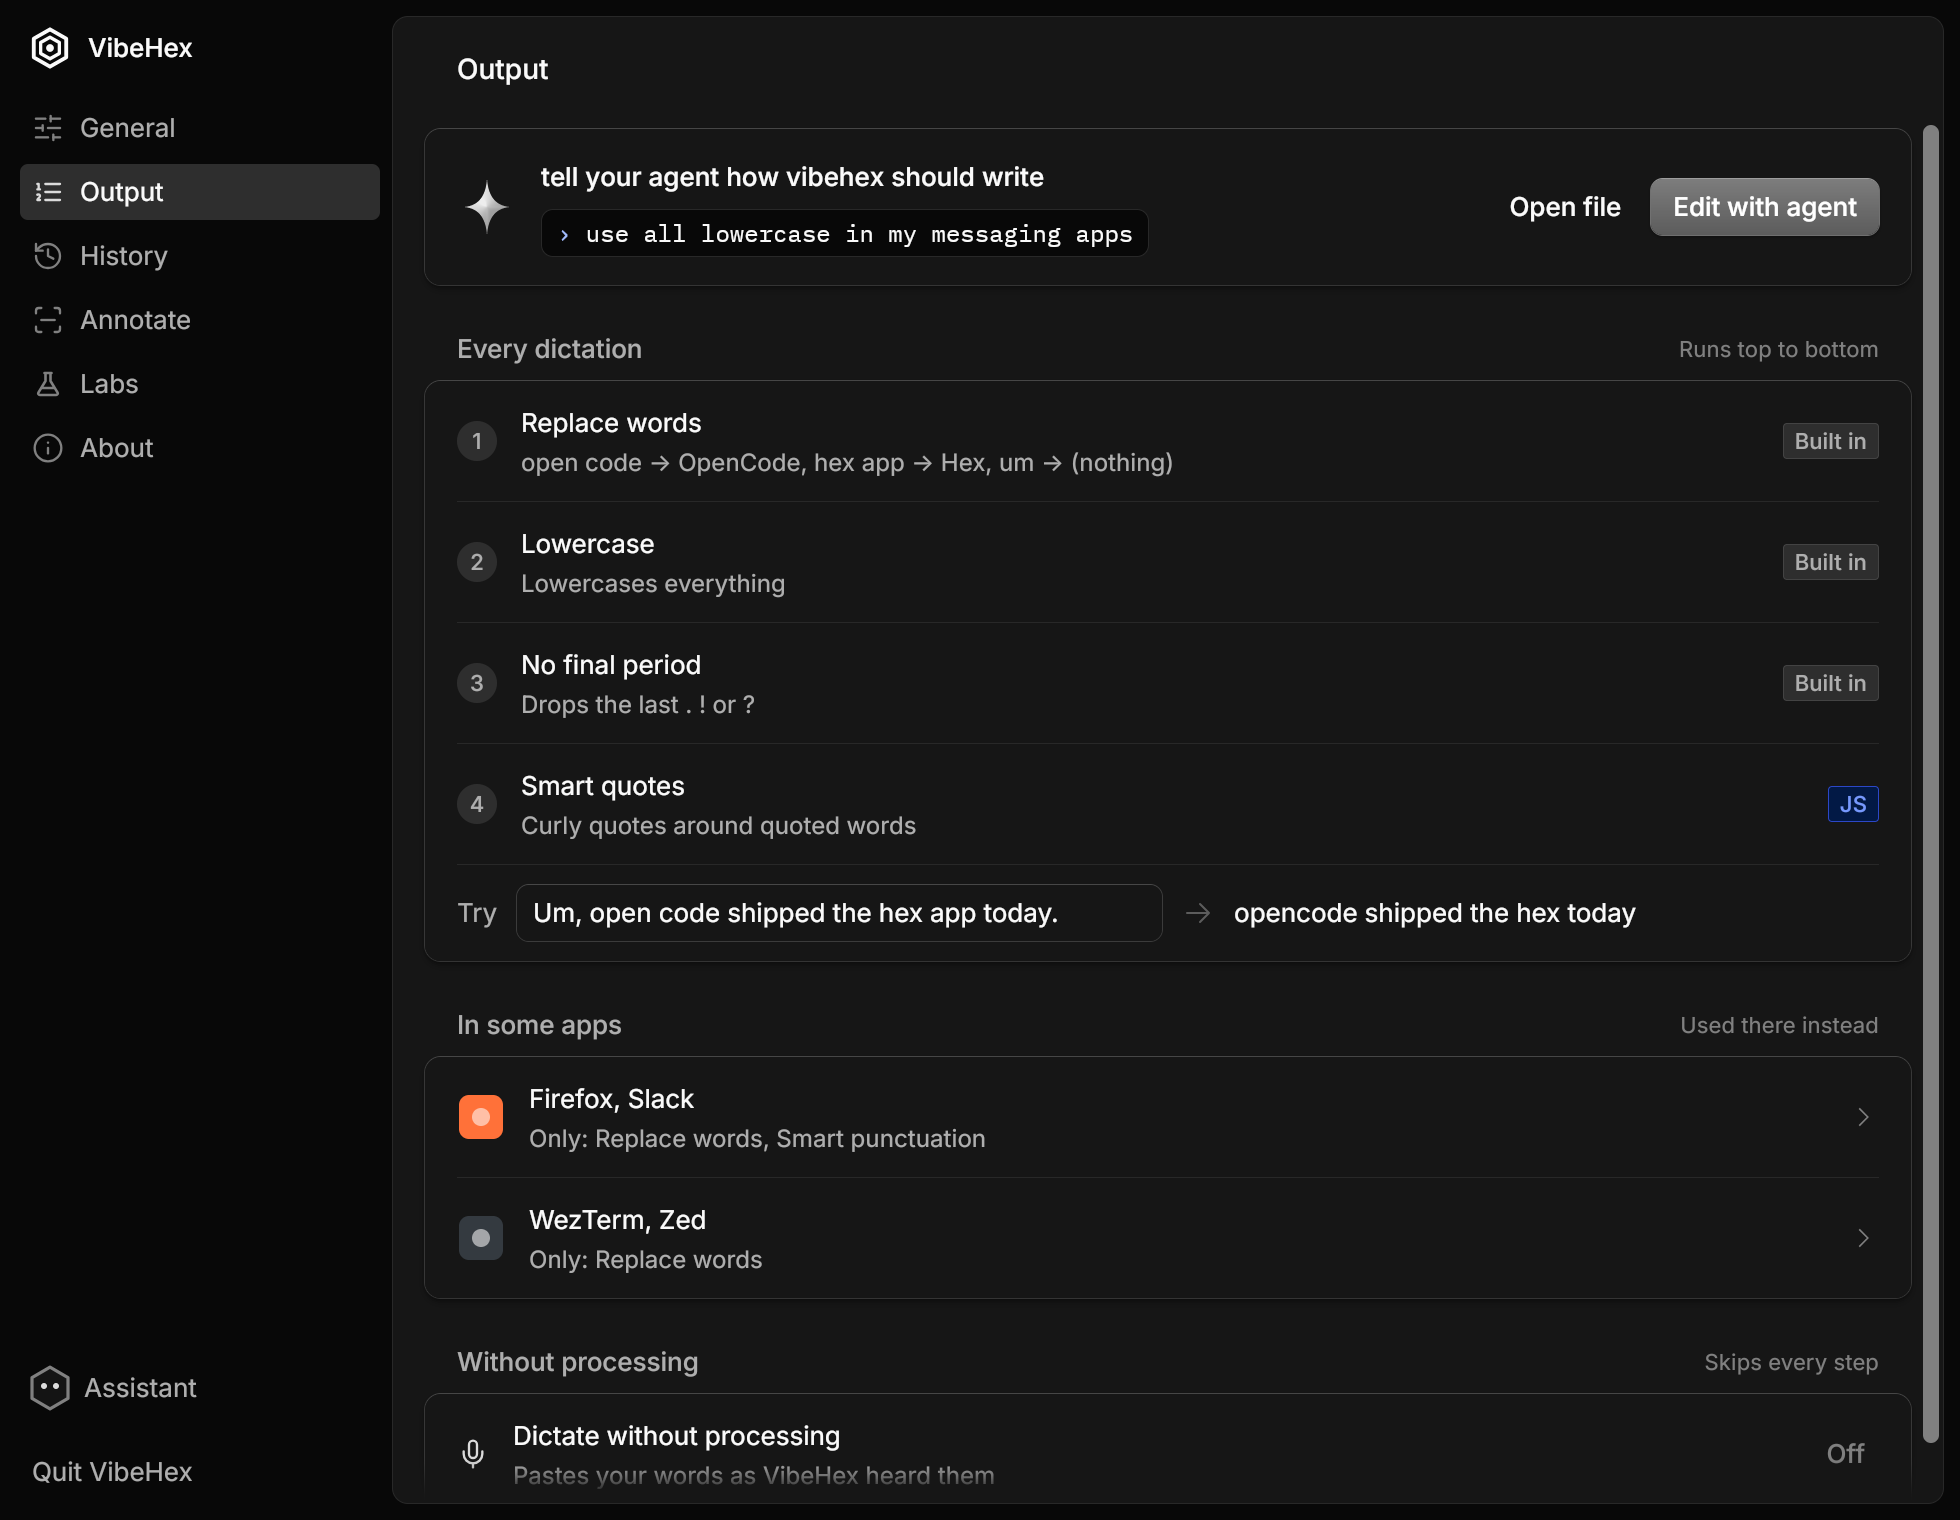 VibeHex
General
Output
History
Annotate
Labs
About
Assistant
Quit VibeHex
Output
tell your agent how vibehex should write
› use all lowercase in my messaging apps
Open file
Edit with agent
Every dictation
Runs top to bottom
1
Replace words
open code → OpenCode, hex app → Hex, um → (nothing)
Built in
2
Lowercase
Lowercases everything
Built in
3
No final period
Drops the last . ! or ?
Built in
4
Smart quotes
Curly quotes around quoted words
JS
Try
Um, open code shipped the hex app today.
→ opencode shipped the hex today
In some apps
Used there instead
Firefox, Slack
Only: Replace words, Smart punctuation
WezTerm, Zed
Only: Replace words
Without processing
Skips every step
Dictate without processing
Pastes your words as VibeHex heard them
Off